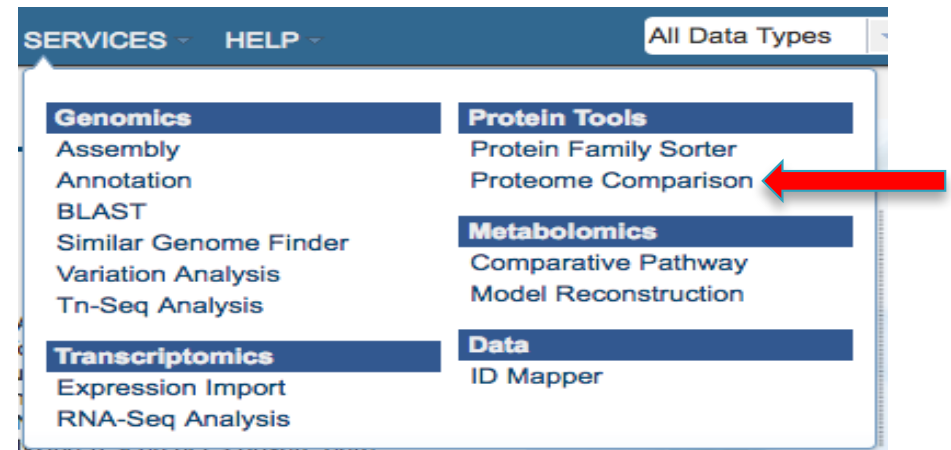 SERVICES HELP All Data Types
Genomics
Assembly
Annotation
BLAST
Similar Genome Finder
Variation Analysis
Tn-Seq Analysis
Transcriptomics
Expression Import
RNA-Seq Analysis
Protein Tools
Protein Family Sorter
Proteome Comparison
Metabolomics
Comparative Pathway
Model Reconstruction
Data
ID Mapper